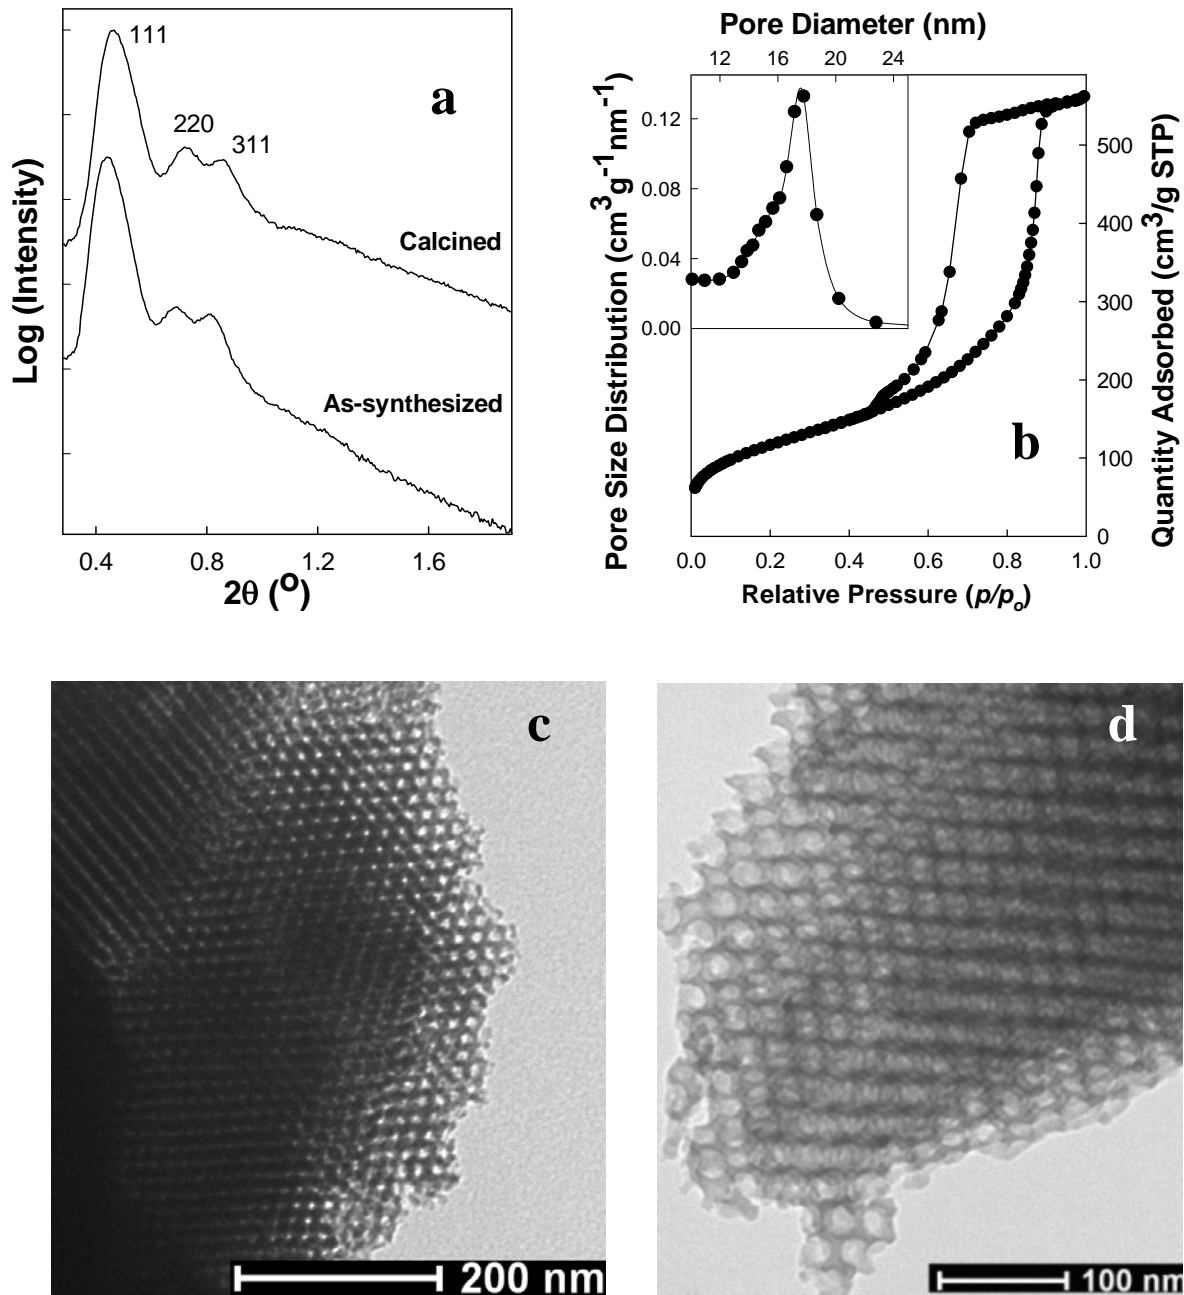 a
111
220
311
Calcined
As-synthesized
Log (Intensity)
0.4 0.8 1.2 1.6
2θ (º)
Pore Diameter (nm)
12 16 20 24
0.12
0.08
0.04
0.00
Pore Size Distribution (cm³g⁻¹nm⁻¹)
b
500
400
300
200
100
0
Quantity Adsorbed (cm³/g STP)
0.0 0.2 0.4 0.6 0.8 1.0
Relative Pressure (p/pₒ)
c
200 nm
d
100 nm